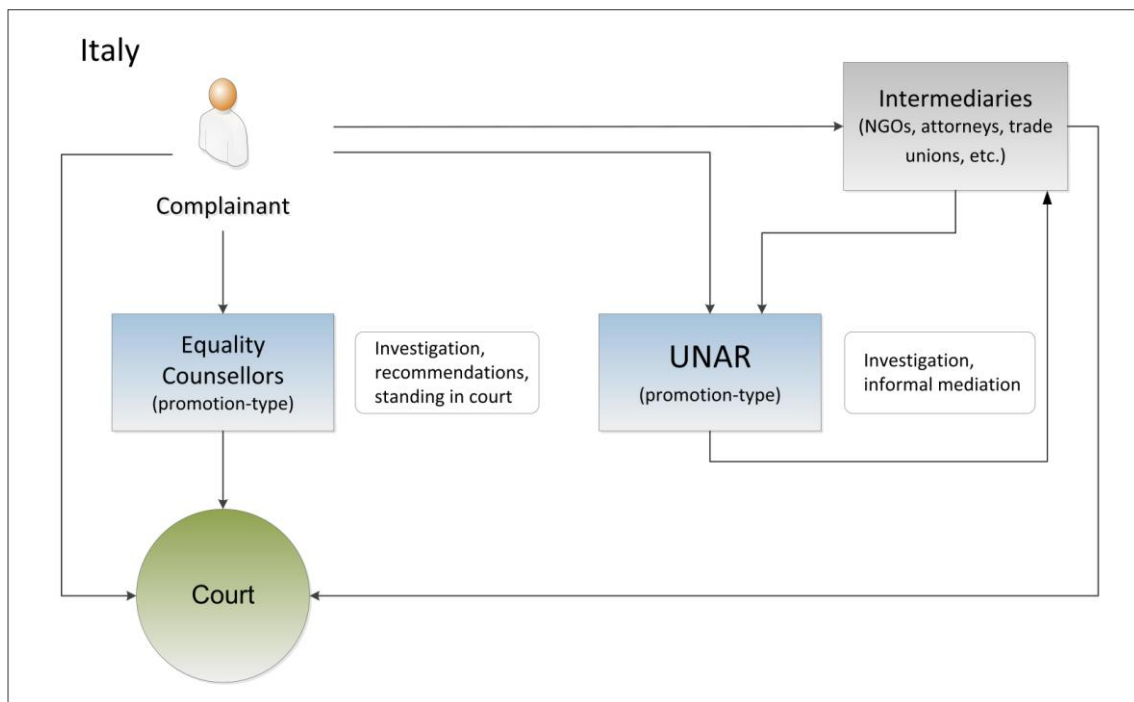 Italy
Intermediaries
(NGOs, attorneys, trade
unions, etc.)
Complainant
Equality
Counsellors
(promotion-type)
Investigation,
recommendations,
standing in court
UNAR
(promotion-type)
Investigation,
informal mediation
Court